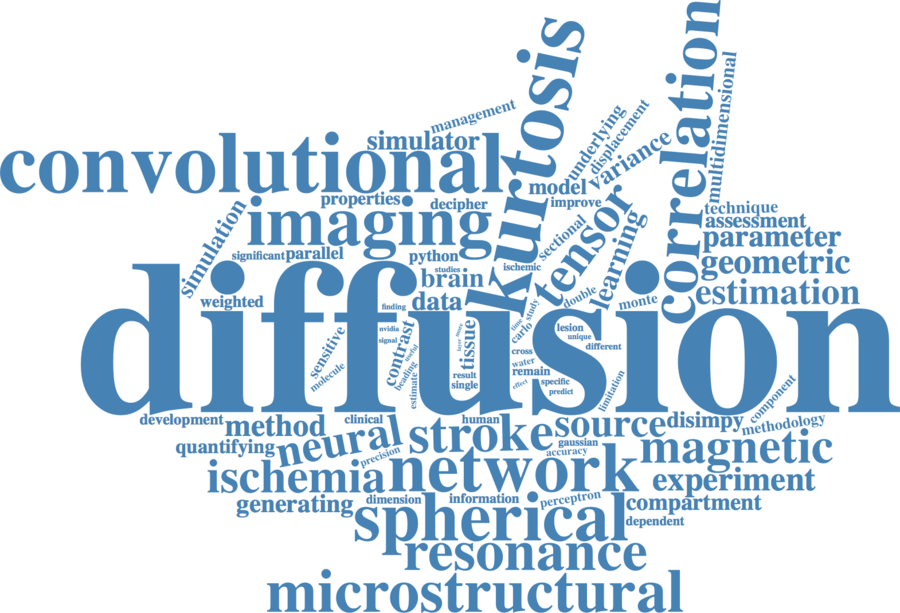 correlation
kurtosis
multidimensional
management
underlying
displacement
simulator
variance
convolutional
model
properties
decipher
improve
technique
simulation
imaging
tensor
assessment
sectional
learning
parameter
significant
parallel
python
studies
ischemic
geometric
brain
weighted
data
double
monte
estimation
finding
study
diffusion
nvidia
signal
contrast
useful
layer
more
tissue
time
carlo
lesion
unique
different
sensitive
molecule
beading
estimate
cross
water
result
remain
single
effect
specific
predict
limitation
component
development
method
clinical
human
source
disimpy
methodology
quantifying
neural
stroke
gaussian
accuracy
magnetic
precision
ischemia
network
experiment
generating
dimension
information
perceptron
compartment
spherical
dependent
resonance
microstructural